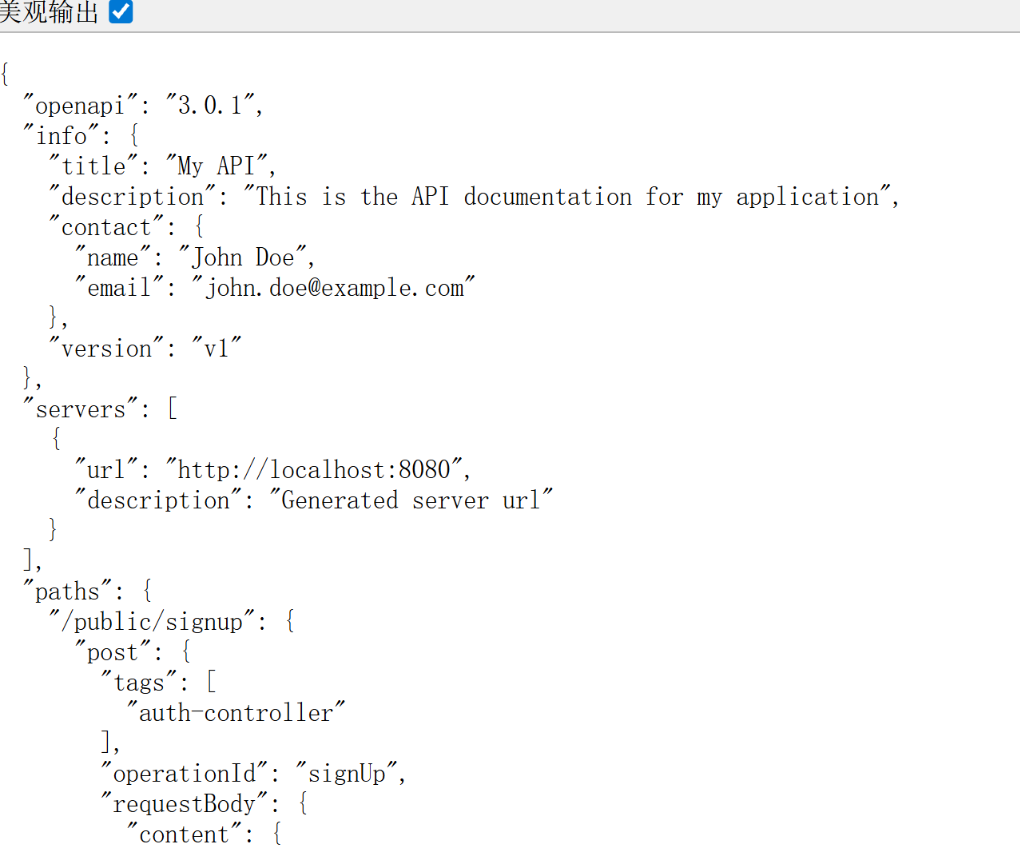 美观输出
{
  "openapi": "3.0.1",
  "info": {
    "title": "My API",
    "description": "This is the API documentation for my application",
    "contact": {
      "name": "John Doe",
      "email": "john.doe@example.com"
    },
    "version": "v1"
  },
  "servers": [
    {
      "url": "http://localhost:8080",
      "description": "Generated server url"
    }
  ],
  "paths": {
    "/public/signup": {
      "post": {
        "tags": [
          "auth-controller"
        ],
        "operationId": "signUp",
        "requestBody": {
          "content": {